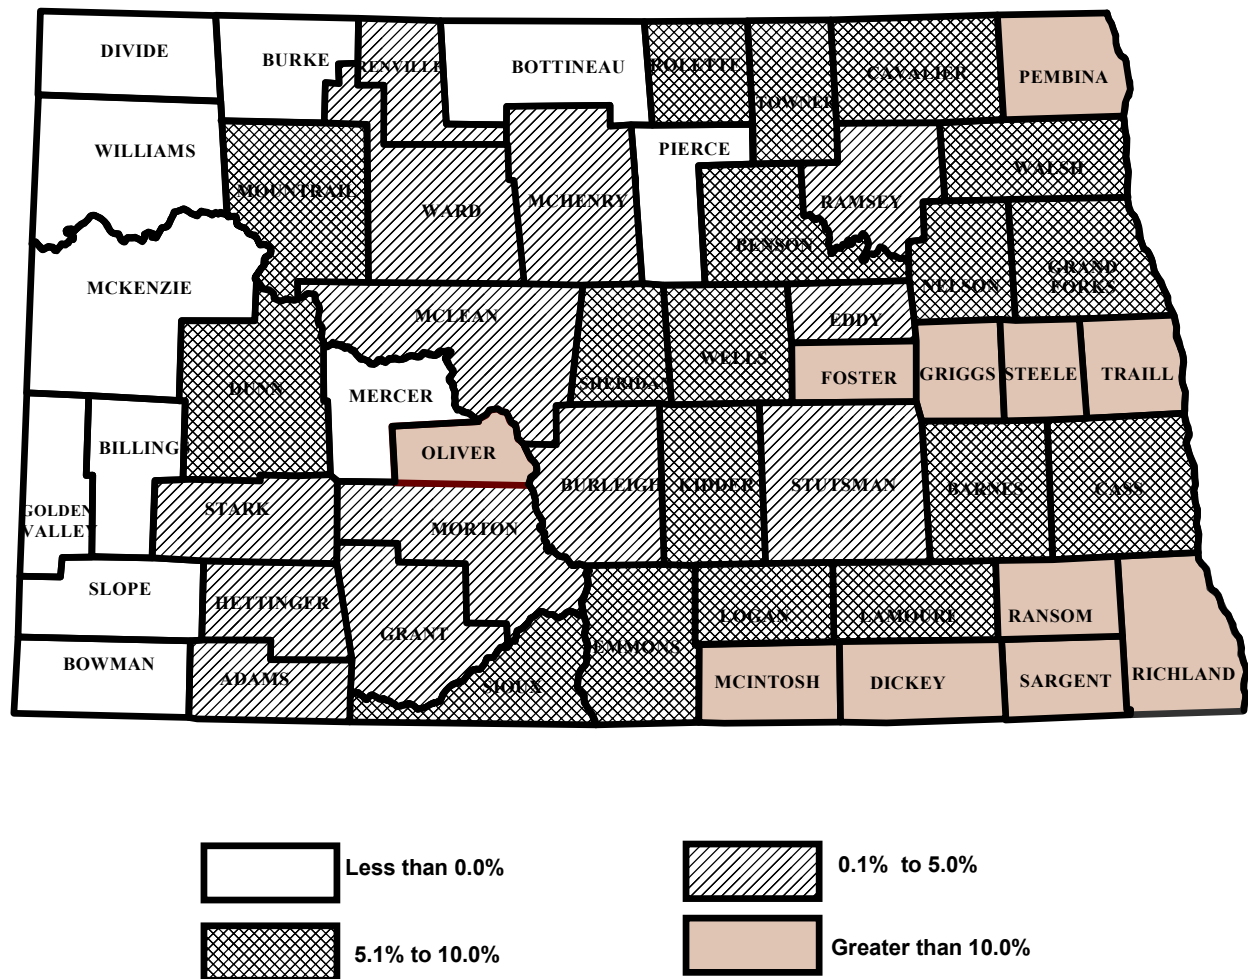 DIVIDE
BURKE
RENVILLE
BOTTINEAU
ROLETTE
TOWNER
CAVALIER
PEMBINA
WILLIAMS
MOUNTRAIL
WARD
MCHENRY
PIERCE
BENSON
RAMSEY
WALSH
MCKENZIE
MCLEAN
EDDY
NELSON
GRAND
FORKS
DUNN
MERCER
SHERIDAN
WELLS
FOSTER
GRIGGS
STEELE
TRAILL
BILLING
OLIVER
BURLEIGH
KIDDER
STUTSMAN
BARNES
CASS
GOLDEN
VALLEY
STARK
MORTON
SLOPE
HETTINGER
GRANT
EMMONS
LOGAN
LAMOURE
RANSOM
BOWMAN
ADAMS
SIOUX
MCINTOSH
DICKEY
SARGENT
RICHLAND
Less than 0.0%
0.1% to 5.0%
5.1% to 10.0%
Greater than 10.0%